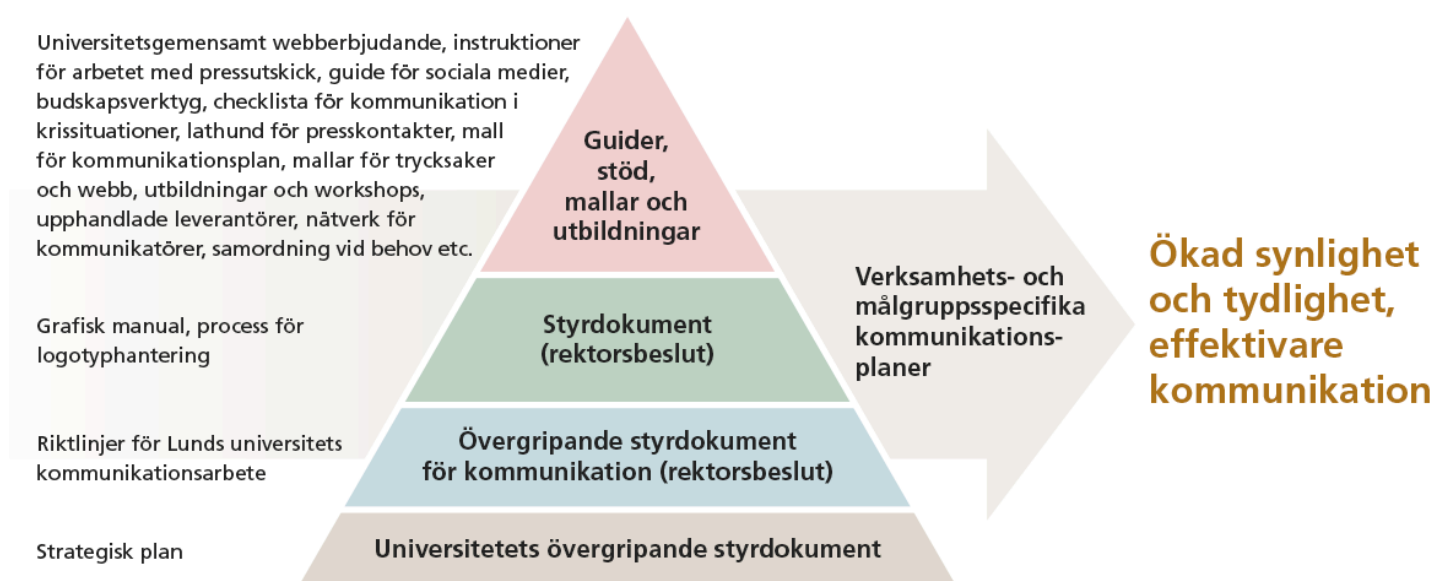 Universitetsgemensamt webberbjudande, instruktioner
för arbetet med pressutskick, guide för sociala medier,
budskapsverktyg, checklista för kommunikation i
krissituationer, lathund för presskontakter, mall
för kommunikationsplan, mallar för trycksaker
och webb, utbildningar och workshops,
upphandlade leverantörer, nätverk för
kommunikatörer, samordning vid behov etc.
Guider,
stöd,
mallar och
utbildningar
Grafisk manual, process för
logotyphantering
Styrdokument
(rektorsbeslut)
Riktlinjer för Lunds universitets
kommunikationsarbete
Övergripande styrdokument
för kommunikation (rektorsbeslut)
Strategisk plan
Universitetets övergripande styrdokument
Verksamhets- och
målgruppsspecifika
kommunikations-
planer
Ökad synlighet
och tydlighet,
effektivare
kommunikation